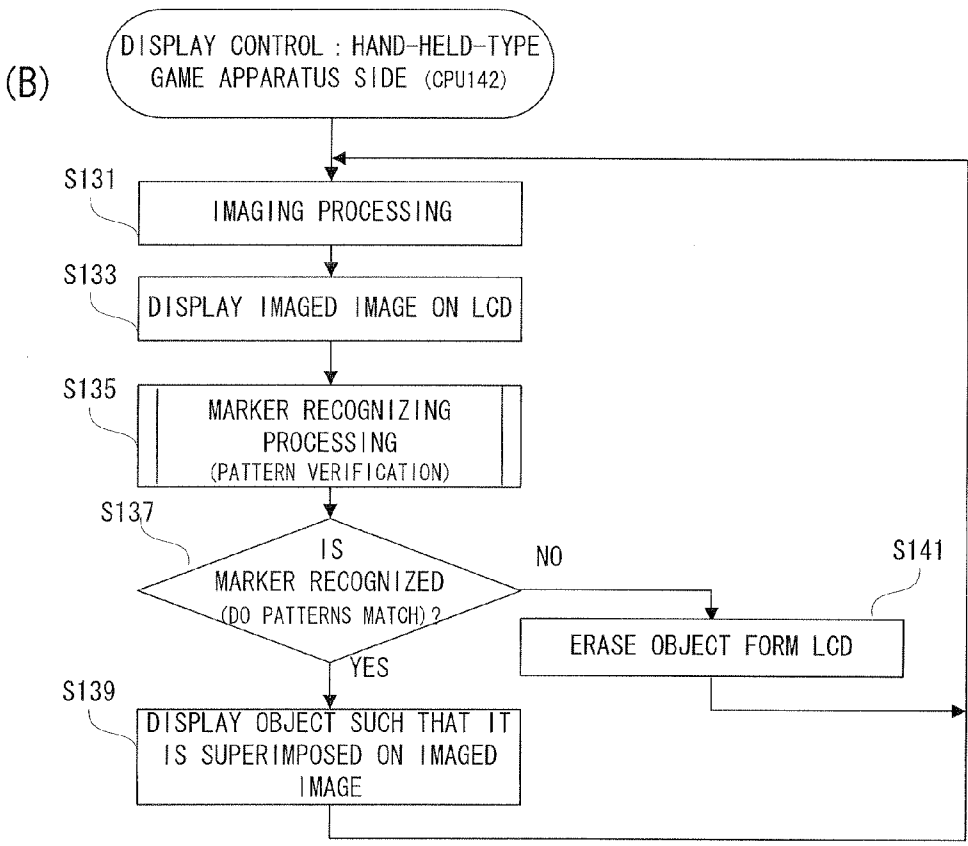 DISPLAY CONTROL : HAND-HELD-TYPE
GAME APPARATUS SIDE (CPU142)
(B)
S131
IMAGING PROCESSING
S133
DISPLAY IMAGED IMAGE ON LCD
S135
MARKER RECOGNIZING
PROCESSING
(PATTERN VERIFICATION)
S137
IS
MARKER RECOGNIZED
(DO PATTERNS MATCH)?
NO
S141
ERASE OBJECT FORM LCD
YES
S139
DISPLAY OBJECT SUCH THAT IT
IS SUPERIMPOSED ON IMAGED
IMAGE